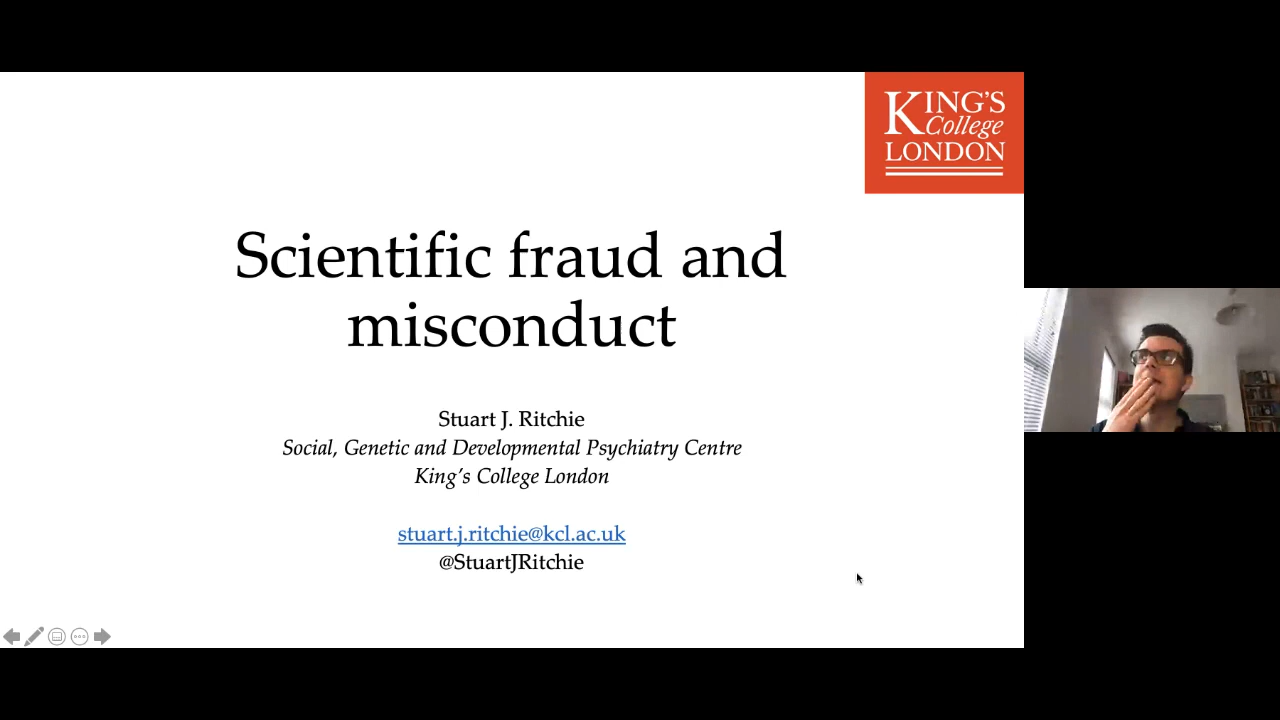 KING'S
College
LONDON
Scientific fraud and
misconduct
Stuart J. Ritchie
Social, Genetic and Developmental Psychiatry Centre
King's College London
stuart.j.ritchie@kcl.ac.uk
@StuartJRitchie